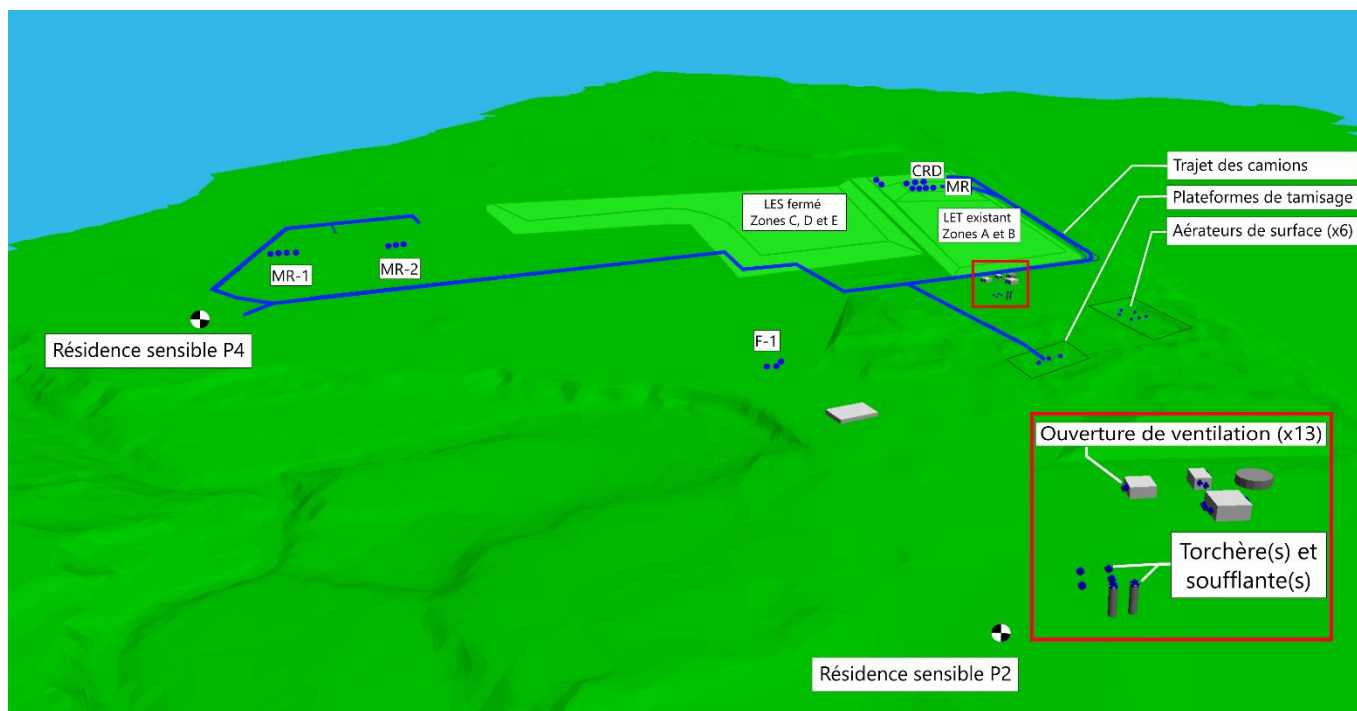 CRD
MR
Trajet des camions
Plateformes de tamisage
Aérateurs de surface (x6)
LES fermé
Zones C, D et E
LET existant
Zones A et B
MR-1
MR-2
Résidence sensible P4
F-1
Ouverture de ventilation (x13)
Torchère(s) et
soufflante(s)
Résidence sensible P2